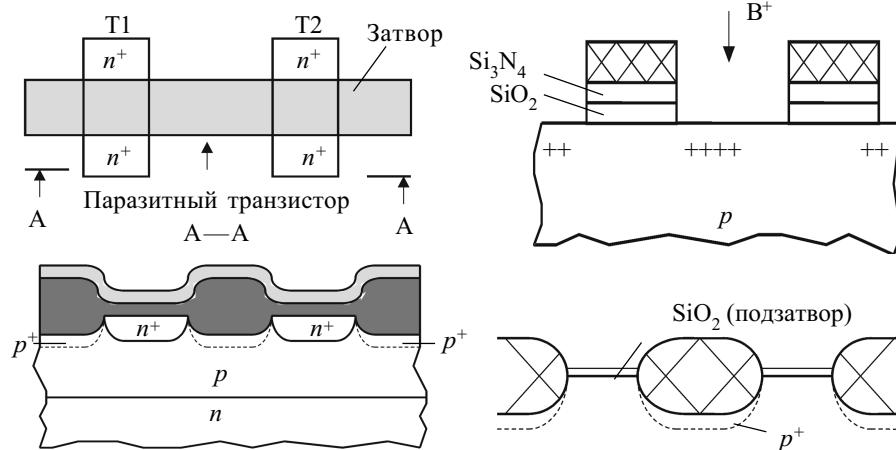 T1
T2
Затвор
n⁺
n⁺
n⁺
n⁺
A
A
Паразитный транзистор
A—A
n⁺
n⁺
p⁺
p⁺
p
n
B⁺
Si₃N₄
SiO₂
++
++++
++
p
SiO₂ (подзатвор)
p⁺